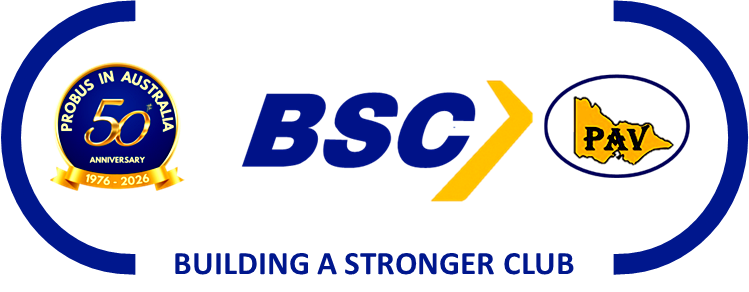 PROBUS IN AUSTRALIA
50th
ANNIVERSARY
1976 - 2026
BSC
PAV
BUILDING A STRONGER CLUB